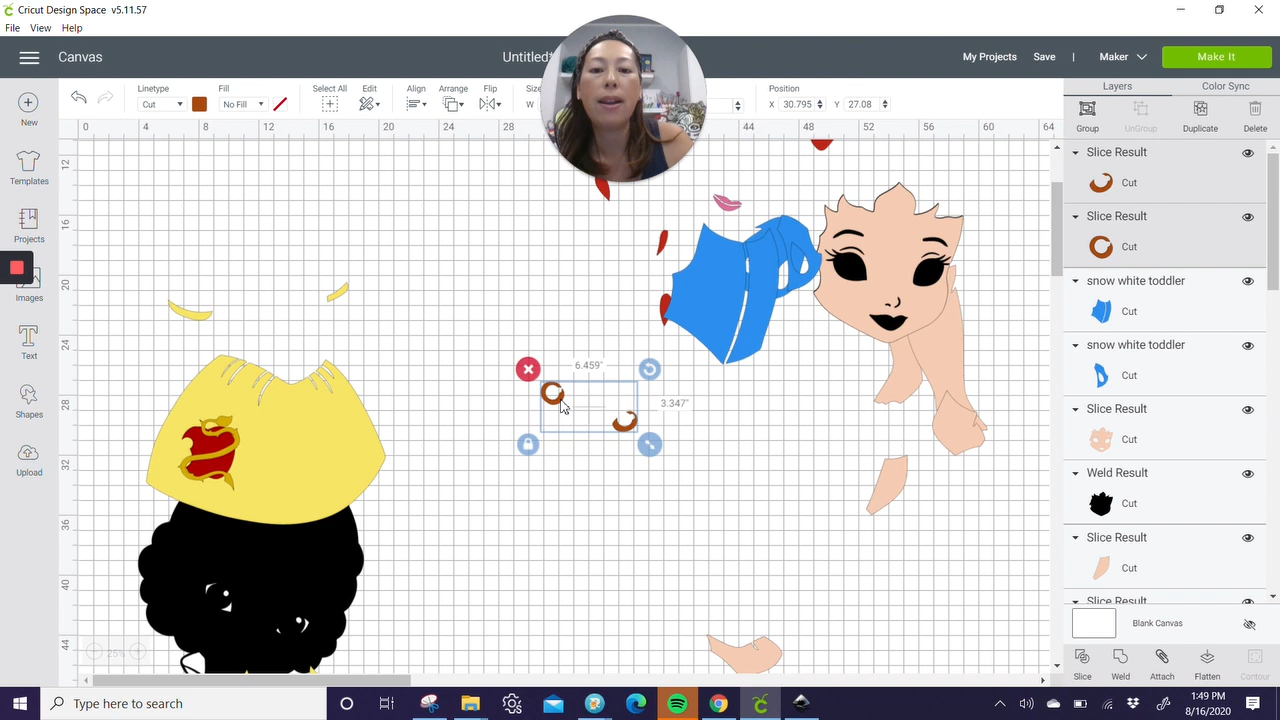 Cricut Design Space v5.11.57
File View Help
Canvas
Untitled*
My Projects Save | Maker Make It
Linetype
Cut
Fill
No Fill
Select All
Edit
Align
Arrange
Flip
W
Position
X 30.795
Y 27.08
Layers
Color Sync
Group
UnGroup
Duplicate
Delete
0 4 8 12 16 20 24 28 44 48 52 56 60 64
12
16
20
24
28
32
36
40
44
New
Templates
Projects
Images
Text
Shapes
Upload
6.459"
3.347"
25%
Slice Result
Cut
Slice Result
Cut
snow white toddler
Cut
snow white toddler
Cut
Slice Result
Cut
Weld Result
Cut
Slice Result
Cut
Slice Result
Blank Canvas
Slice
Weld
Attach
Flatten
Contour
Type here to search
1:49 PM
8/16/2020